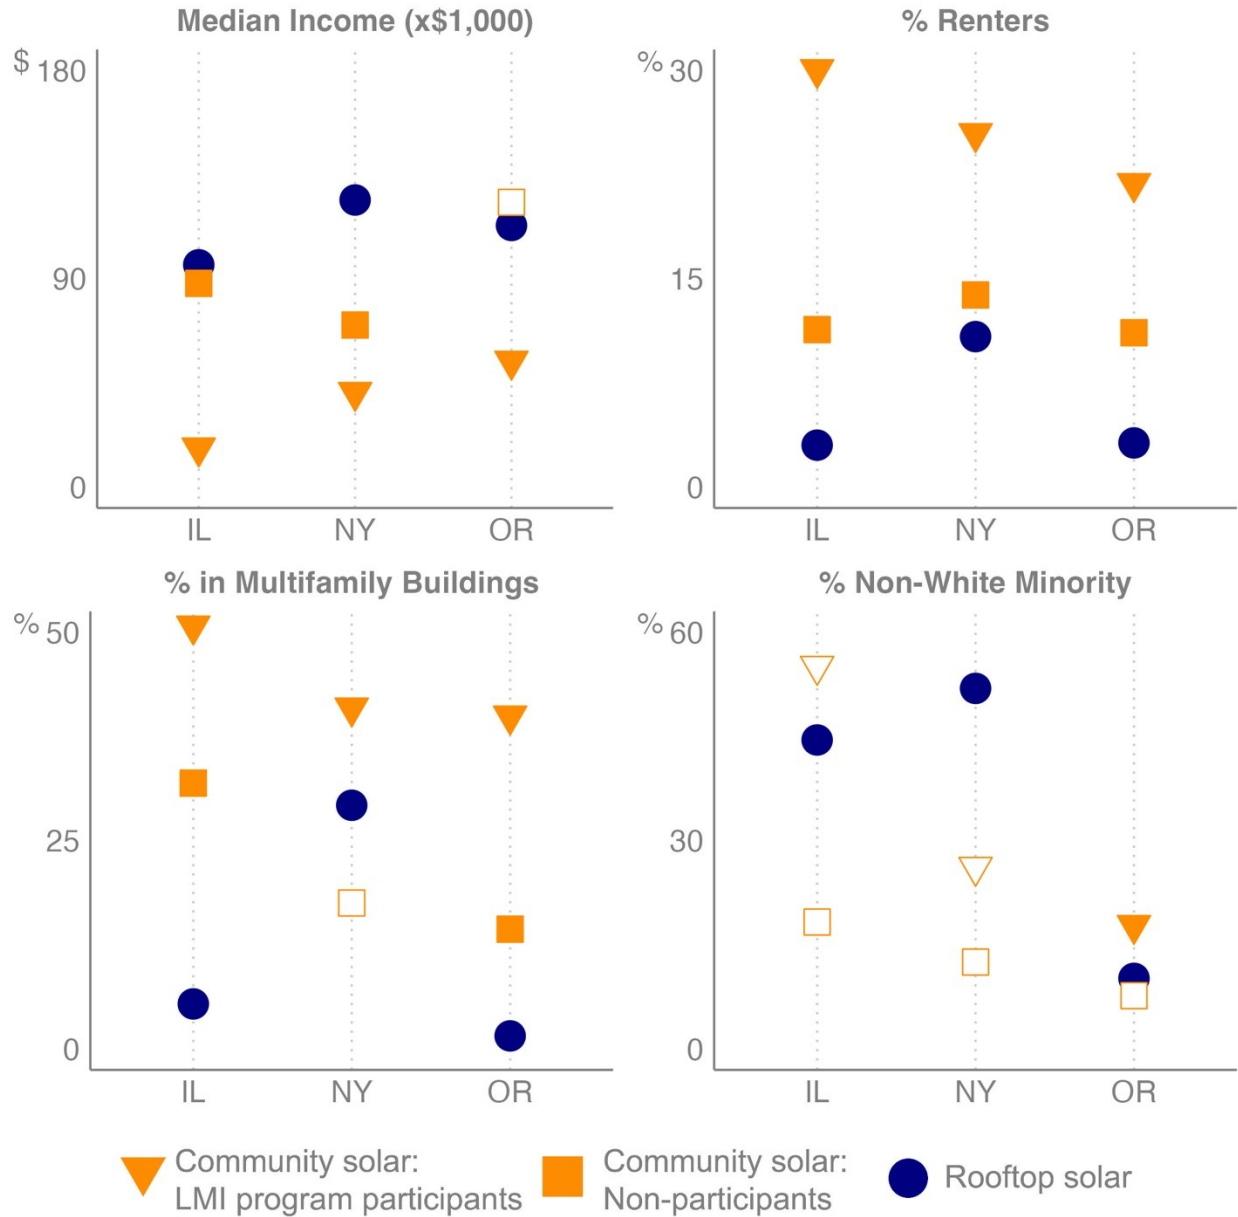 Median Income (x$1,000)
$ 180
90
0
IL NY OR
% Renters
% 30
15
0
IL NY OR
% in Multifamily Buildings
% 50
25
0
IL NY OR
% Non-White Minority
% 60
30
0
IL NY OR
Community solar:
LMI program participants
Community solar:
Non-participants
Rooftop solar